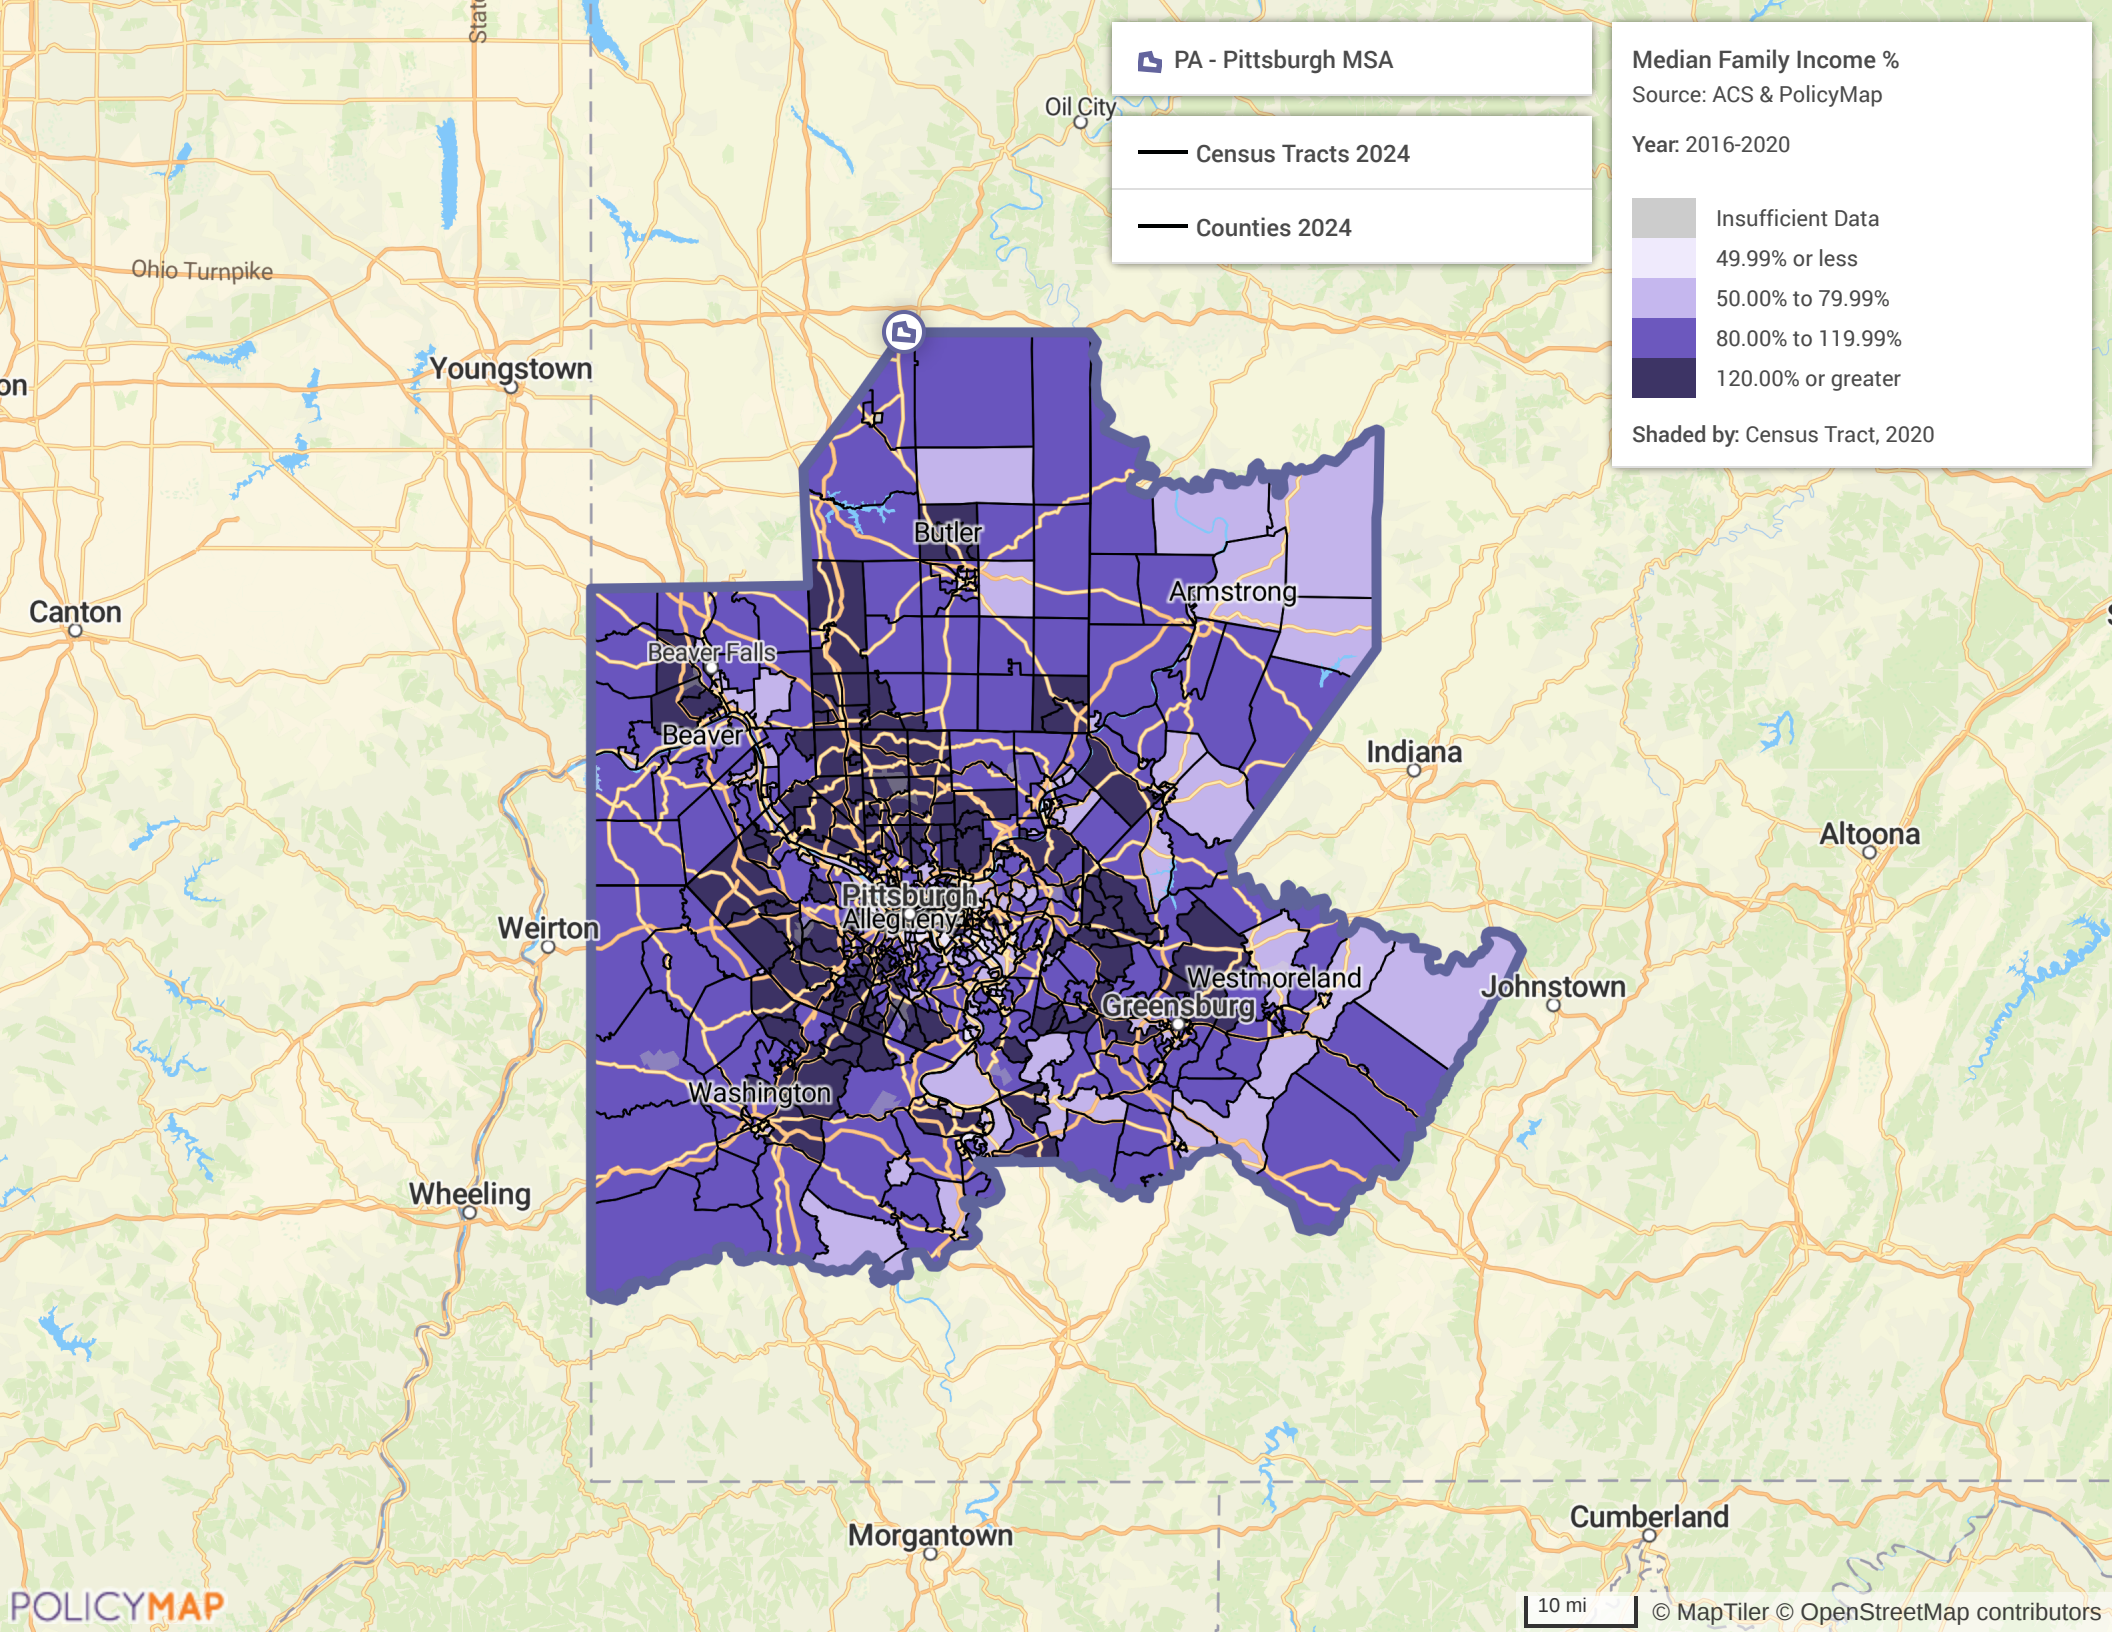 State
PA - Pittsburgh MSA
Census Tracts 2024
Counties 2024
Median Family Income %
Source: ACS & PolicyMap
Year: 2016-2020
Insufficient Data
49.99% or less
50.00% to 79.99%
80.00% to 119.99%
120.00% or greater
Shaded by: Census Tract, 2020
Oil City
Ohio Turnpike
Youngstown
on
Butler
Armstrong
Canton
Beaver Falls
Beaver
Indiana
Altoona
Pittsburgh
Allegheny
Weirton
Westmoreland
Johnstown
Greensburg
Washington
Wheeling
Morgantown
Cumberland
POLICYMAP
10 mi
© MapTiler © OpenStreetMap contributors